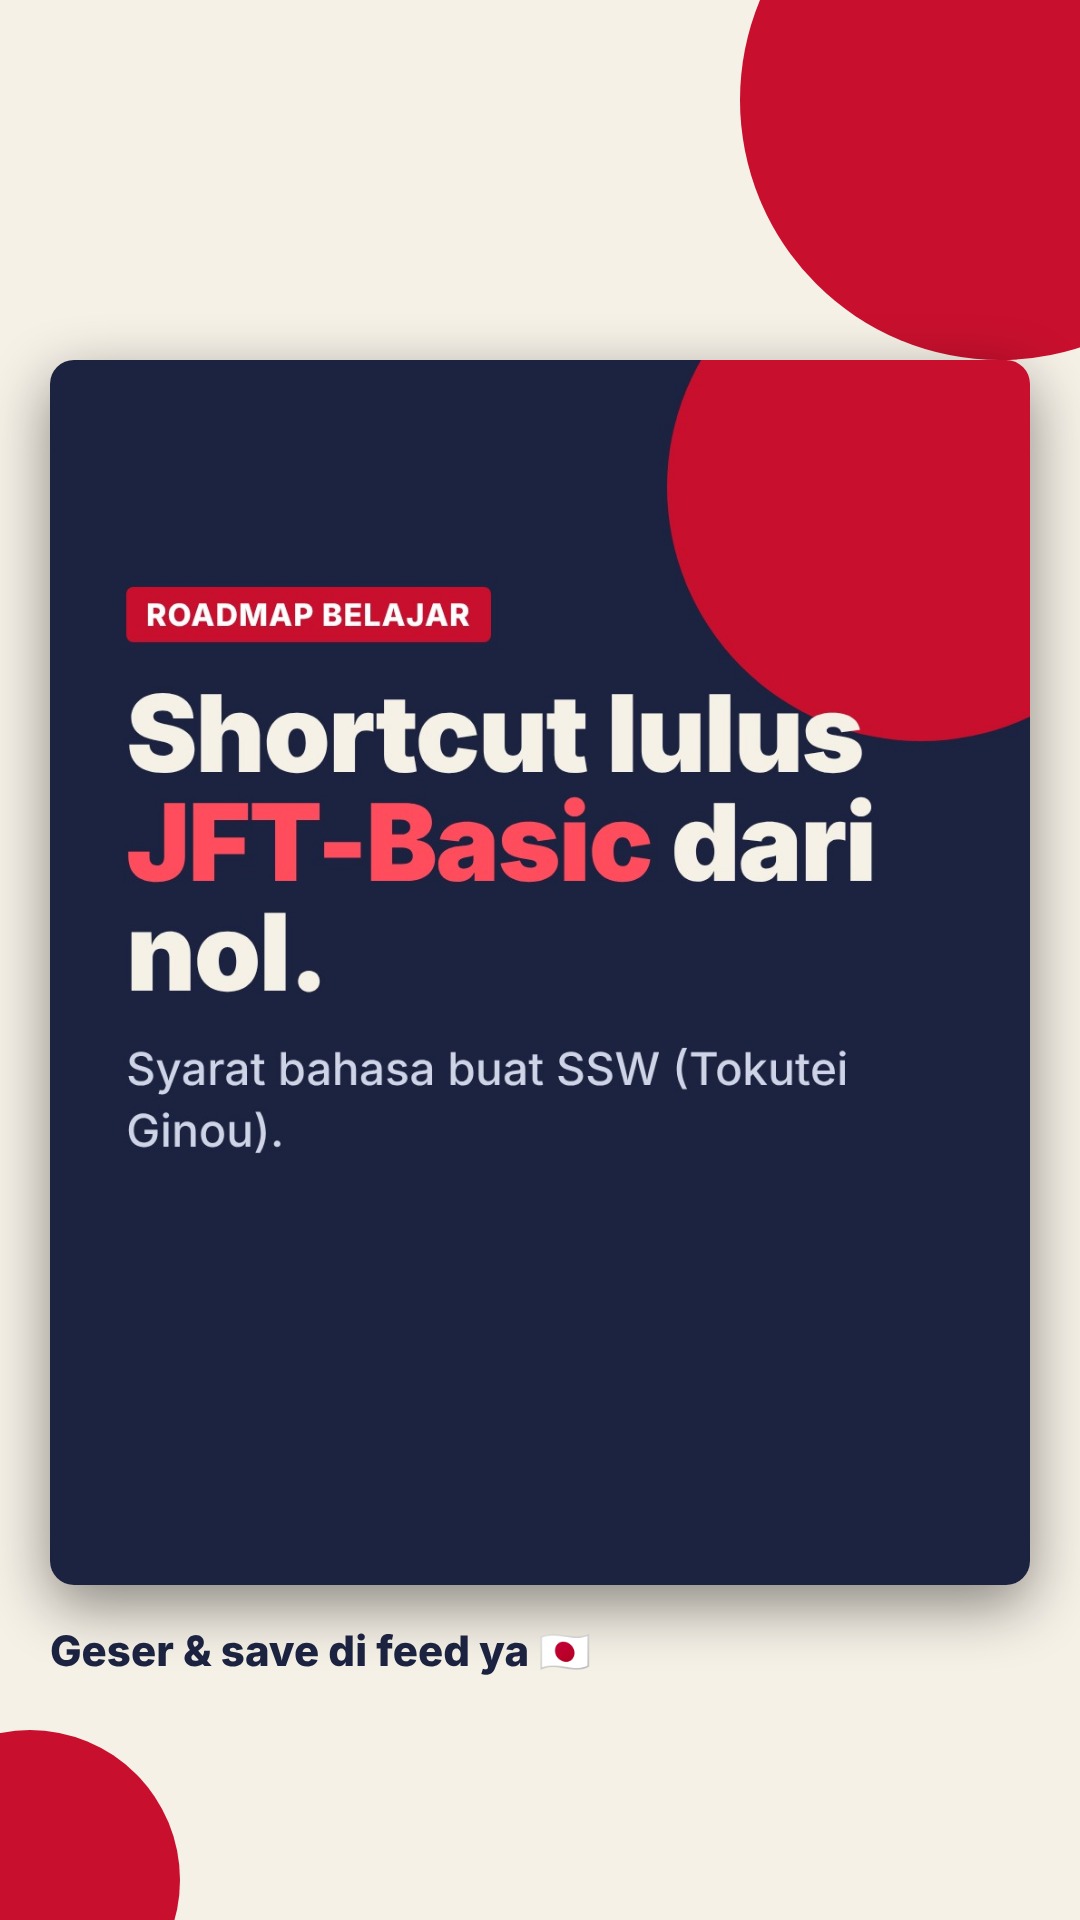 ROADMAP BELAJAR
Shortcut lulus
JFT-Basic dari
nol.
Syarat bahasa buat SSW (Tokutei
Ginou).
Geser & save di feed ya 🇯🇵